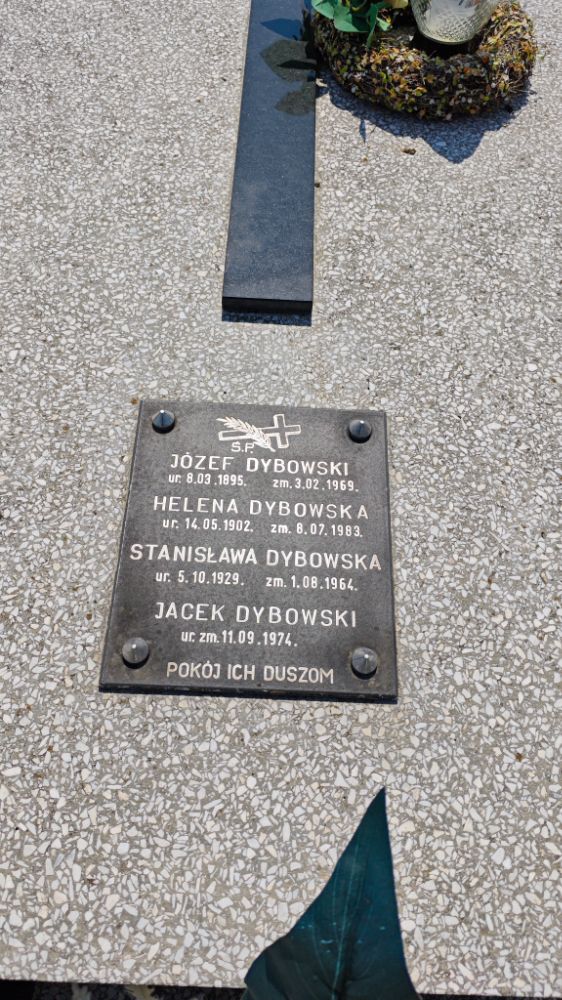 Ś.P.
JÓZEF DYBOWSKI
ur. 8.03.1895. zm. 3.02.1969.
HELENA DYBOWSKA
ur. 14.05.1902. zm. 8.07.1983.
STANISŁAWA DYBOWSKA
ur. 5.10.1929. zm. 1.08.1964.
JACEK DYBOWSKI
ur. zm. 11.09.1974.
POKÓJ ICH DUSZOM